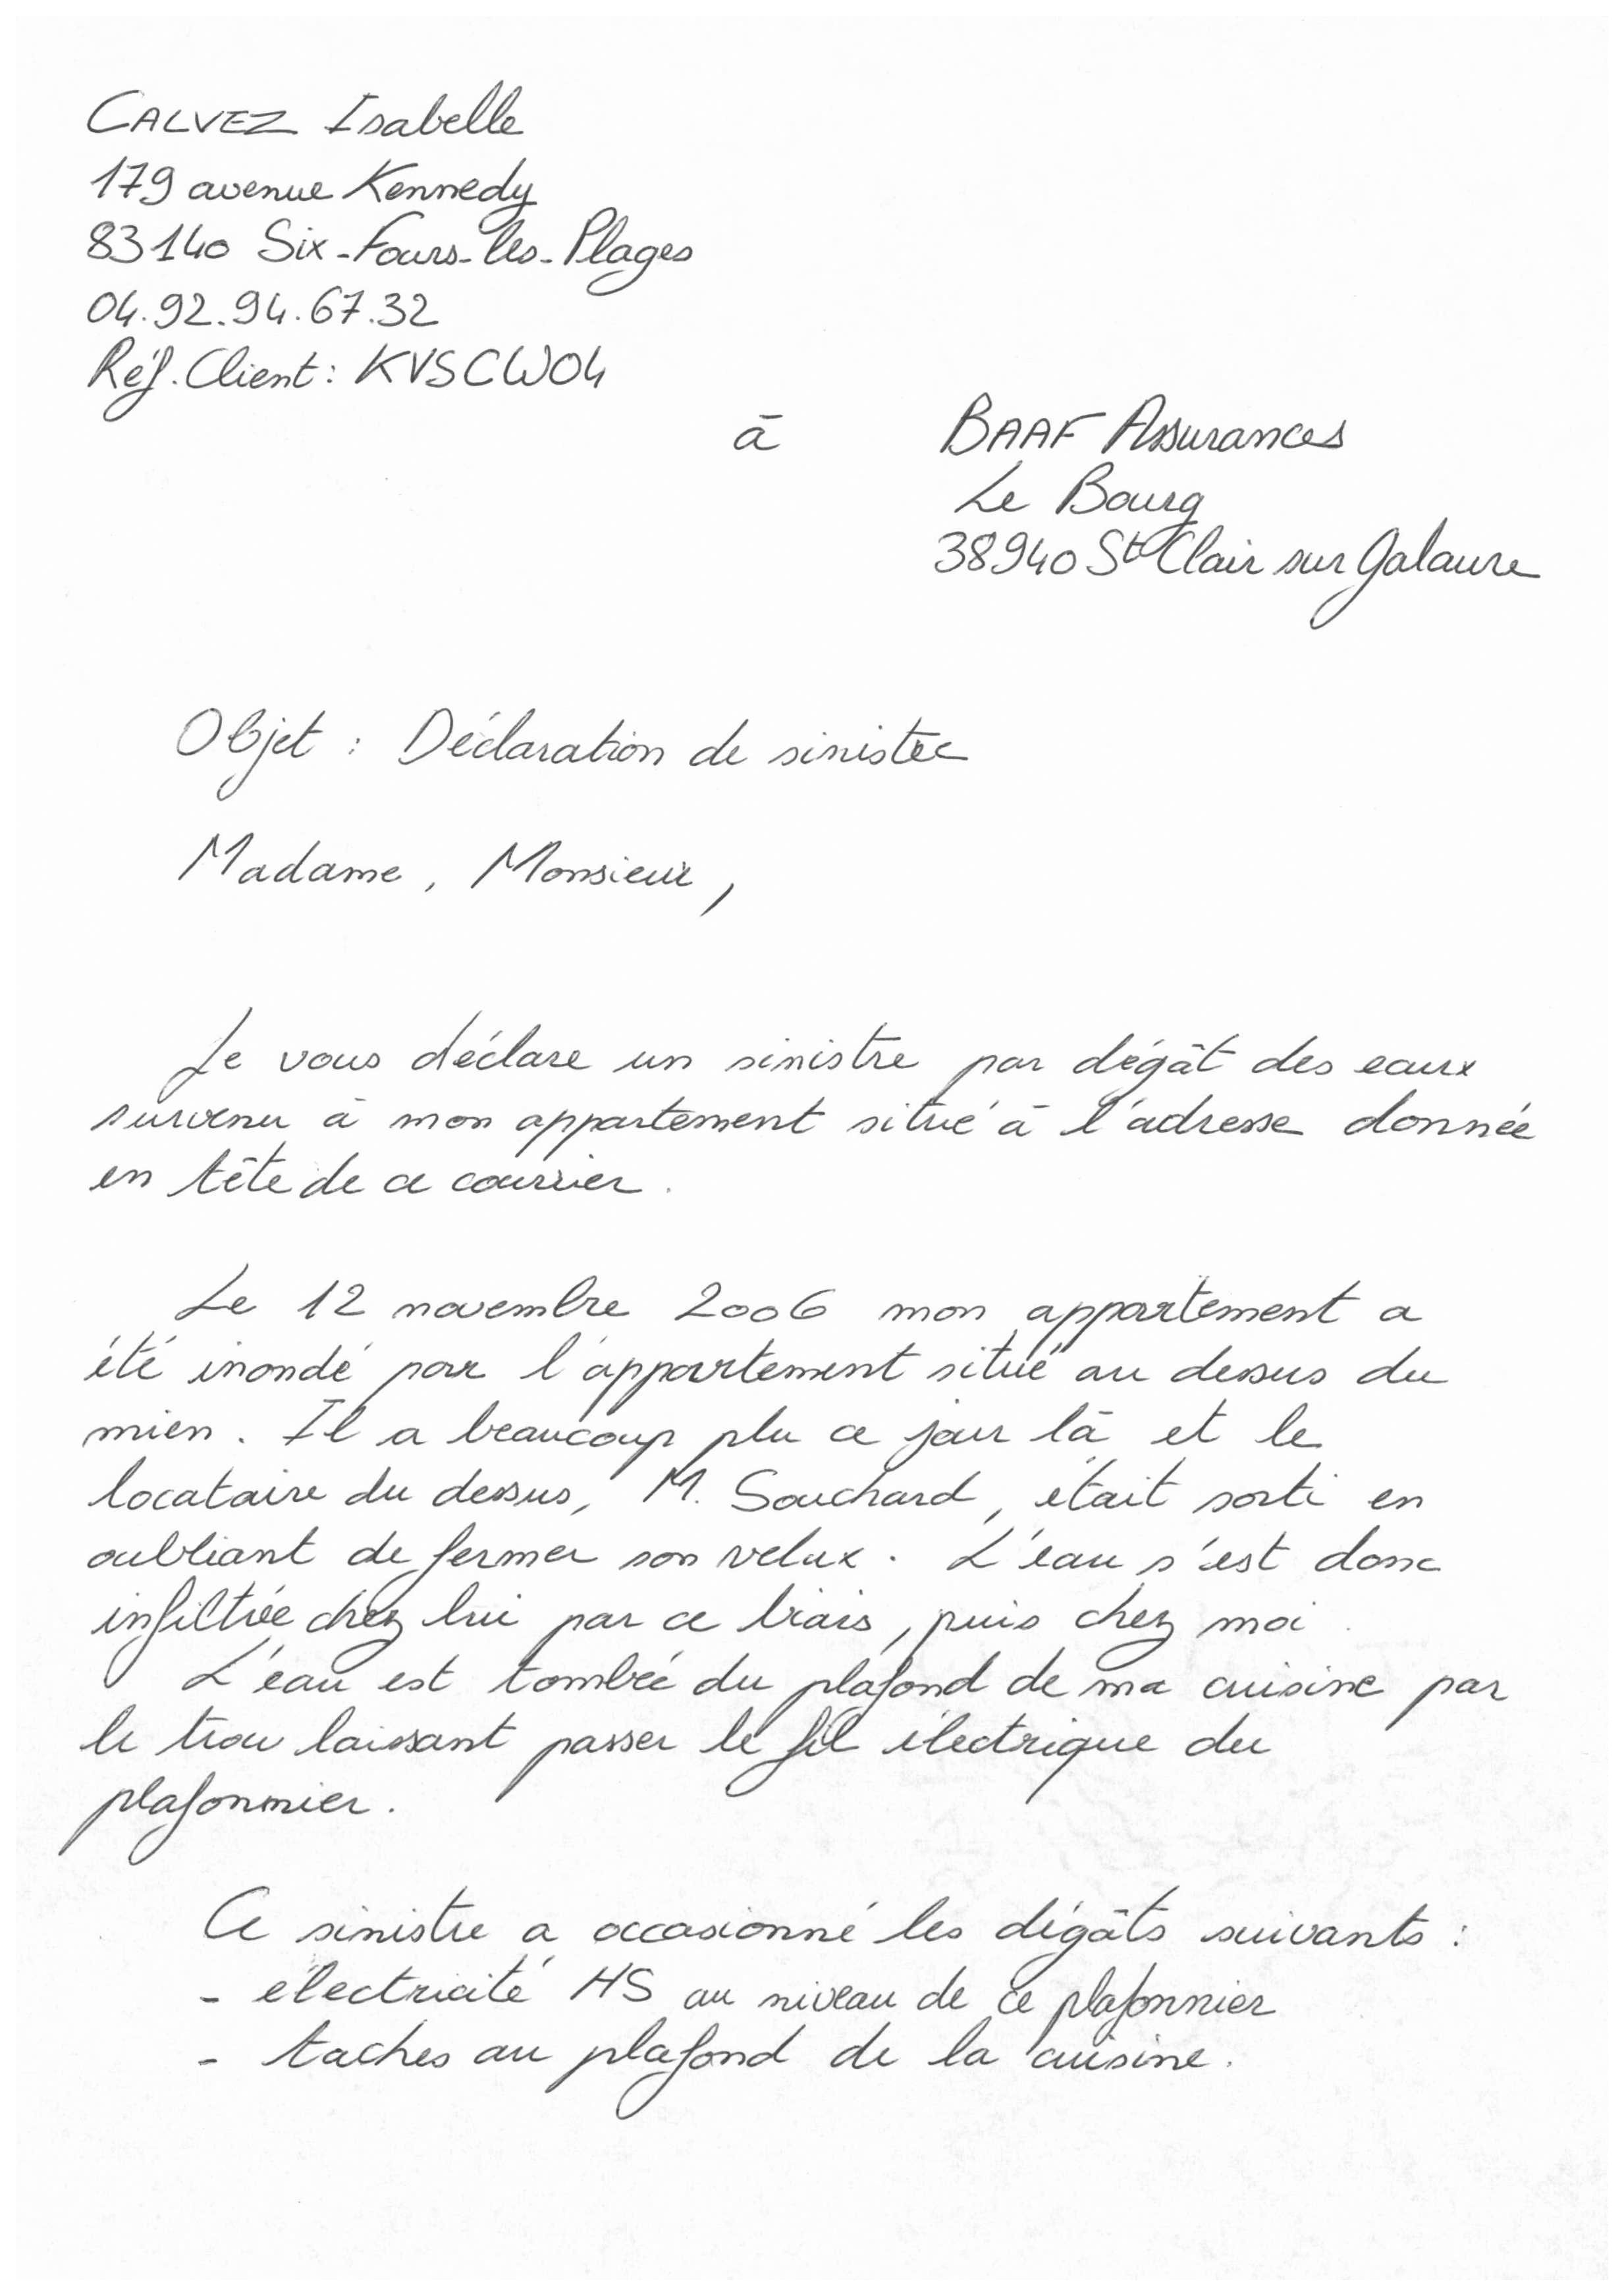 CALVEZ Isabelle
179 avenue Kennedy
83140 Six-Fours-les-Plages
04.92.94.67.32
Réf. Client : KVSCW04
à
BAAF Assurances
Le Bourg
38940 St Clair sur Galaure
Objet : Déclaration de sinistre
Madame, Monsieur,
Je vous déclare un sinistre par dégât des eaux
survenu à mon appartement situé à l'adresse donnée
en tête de ce courrier.
Le 12 novembre 2006 mon appartement a
été inondé par l'appartement situé au dessus du
mien. Il a beaucoup plu ce jour là et le
locataire du dessus, M. Souchard, était sorti en
oubliant de fermer son velux. L'eau s'est donc
infiltrée chez lui par ce biais, puis chez moi.
L'eau est tombée du plafond de ma cuisine par
le trou laissant passer le fil électrique du
plafonnier.
Ce sinistre a occasionné les dégâts suivants :
- électricité HS au niveau de ce plafonnier
- taches au plafond de la cuisine.